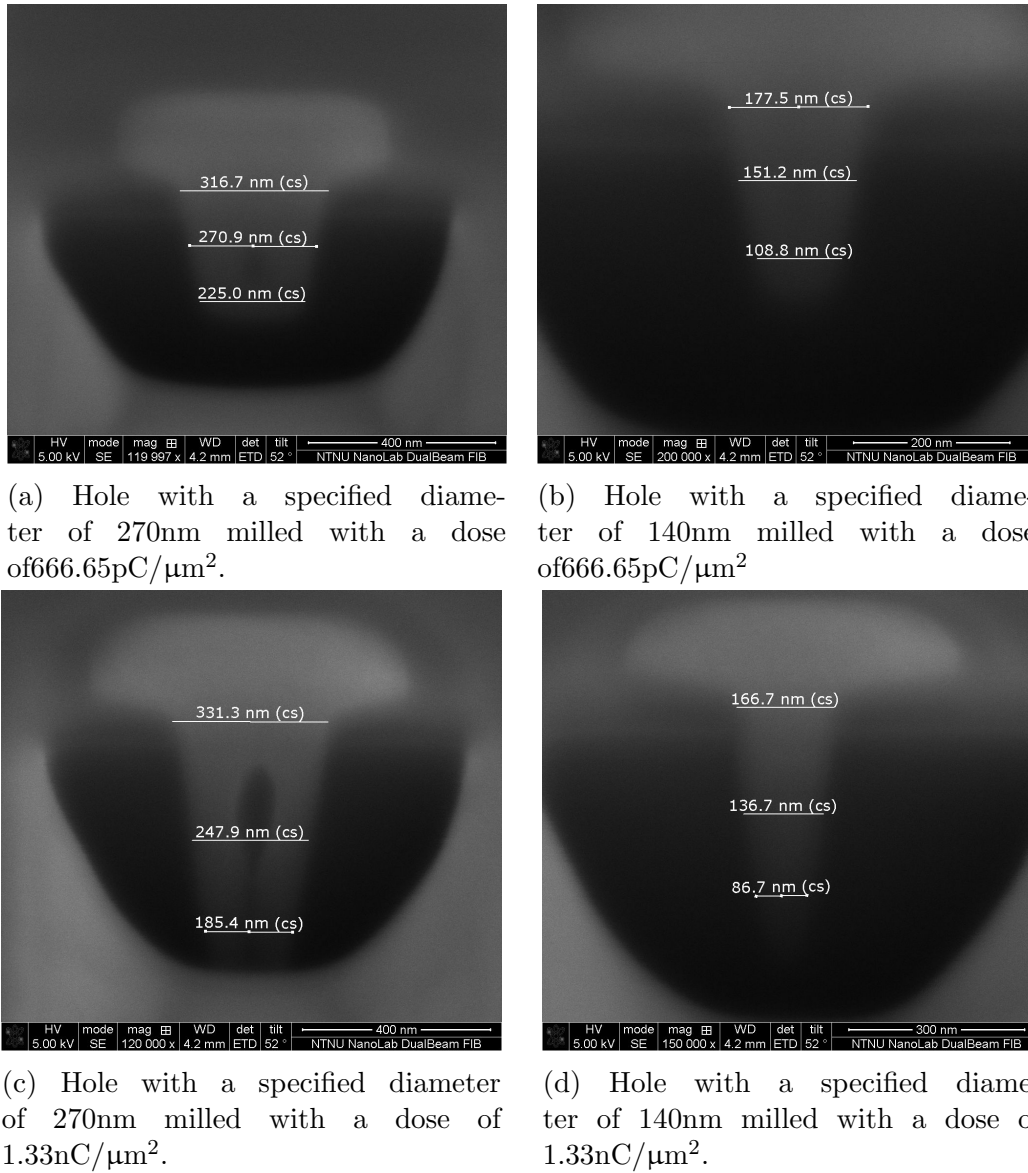 316.7 nm (cs)
270.9 nm (cs)
225.0 nm (cs)
HV mode mag WD det tilt 400 nm
5.00 kV SE 119 997 x 4.2 mm ETD 52 ° NTNU NanoLab DualBeam FIB
(a) Hole with a specified diame-
ter of 270nm milled with a dose
of666.65pC/μm².
177.5 nm (cs)
151.2 nm (cs)
108.8 nm (cs)
HV mode mag WD det tilt 200 nm
5.00 kV SE 200 000 x 4.2 mm ETD 52 ° NTNU NanoLab DualBeam FIB
(b) Hole with a specified diame-
ter of 140nm milled with a dose
of666.65pC/μm²
331.3 nm (cs)
247.9 nm (cs)
185.4 nm (cs)
HV mode mag WD det tilt 400 nm
5.00 kV SE 120 000 x 4.2 mm ETD 52 ° NTNU NanoLab DualBeam FIB
(c) Hole with a specified diameter
of 270nm milled with a dose of
1.33nC/μm².
166.7 nm (cs)
136.7 nm (cs)
86.7 nm (cs)
HV mode mag WD det tilt 300 nm
5.00 kV SE 150 000 x 4.2 mm ETD 52 ° NTNU NanoLab DualBeam FIB
(d) Hole with a specified diame
ter of 140nm milled with a dose o
1.33nC/μm².